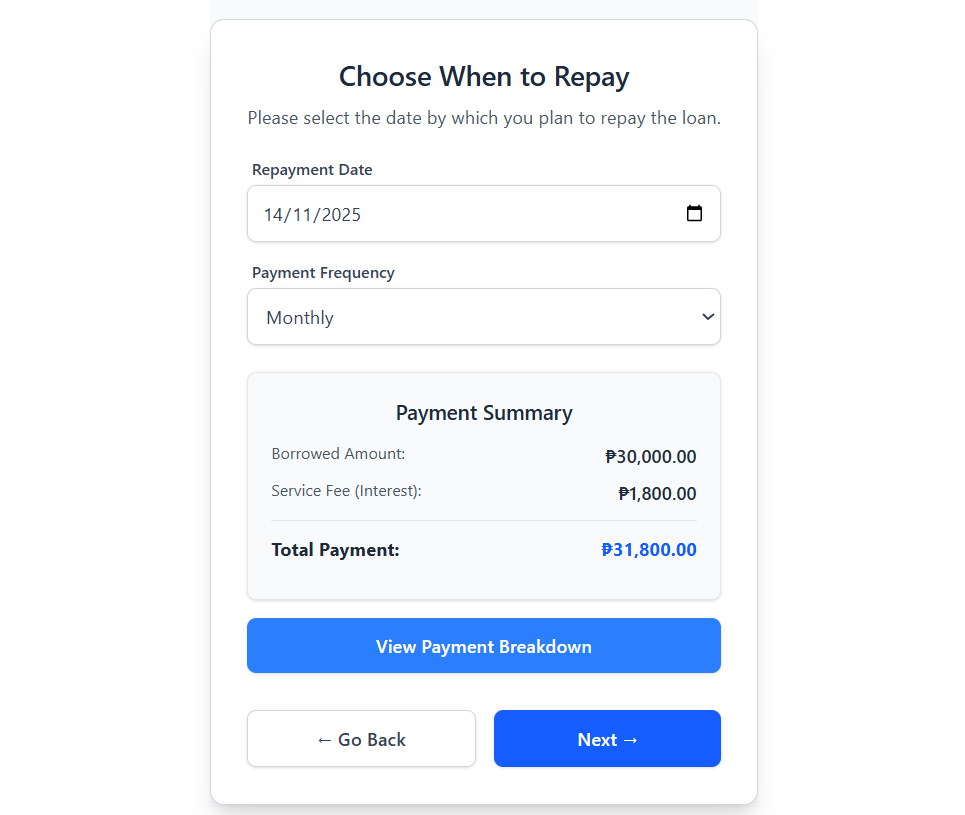 Choose When to Repay
Please select the date by which you plan to repay the loan.
Repayment Date
14/11/2025
Payment Frequency
Monthly
Payment Summary
Borrowed Amount: ₱30,000.00
Service Fee (Interest): ₱1,800.00
Total Payment: ₱31,800.00
View Payment Breakdown
← Go Back
Next →